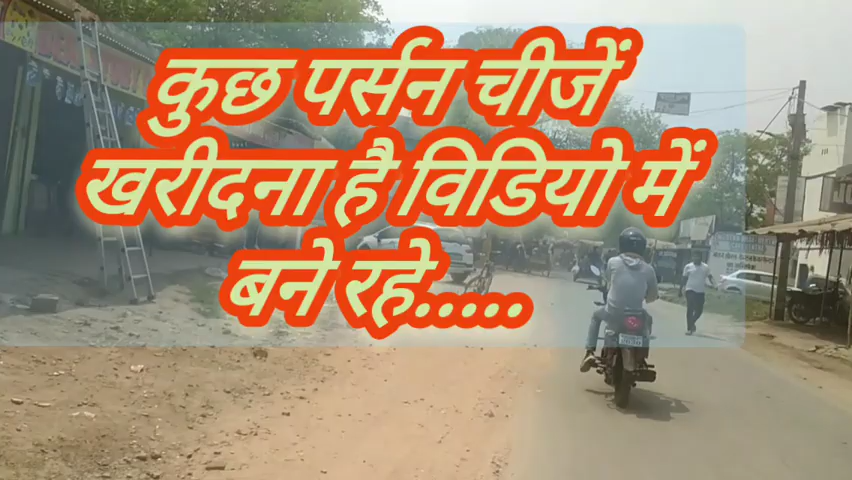 कुछ पर्सन चीजें
खरीदना है विडियो में
बने रहे.....